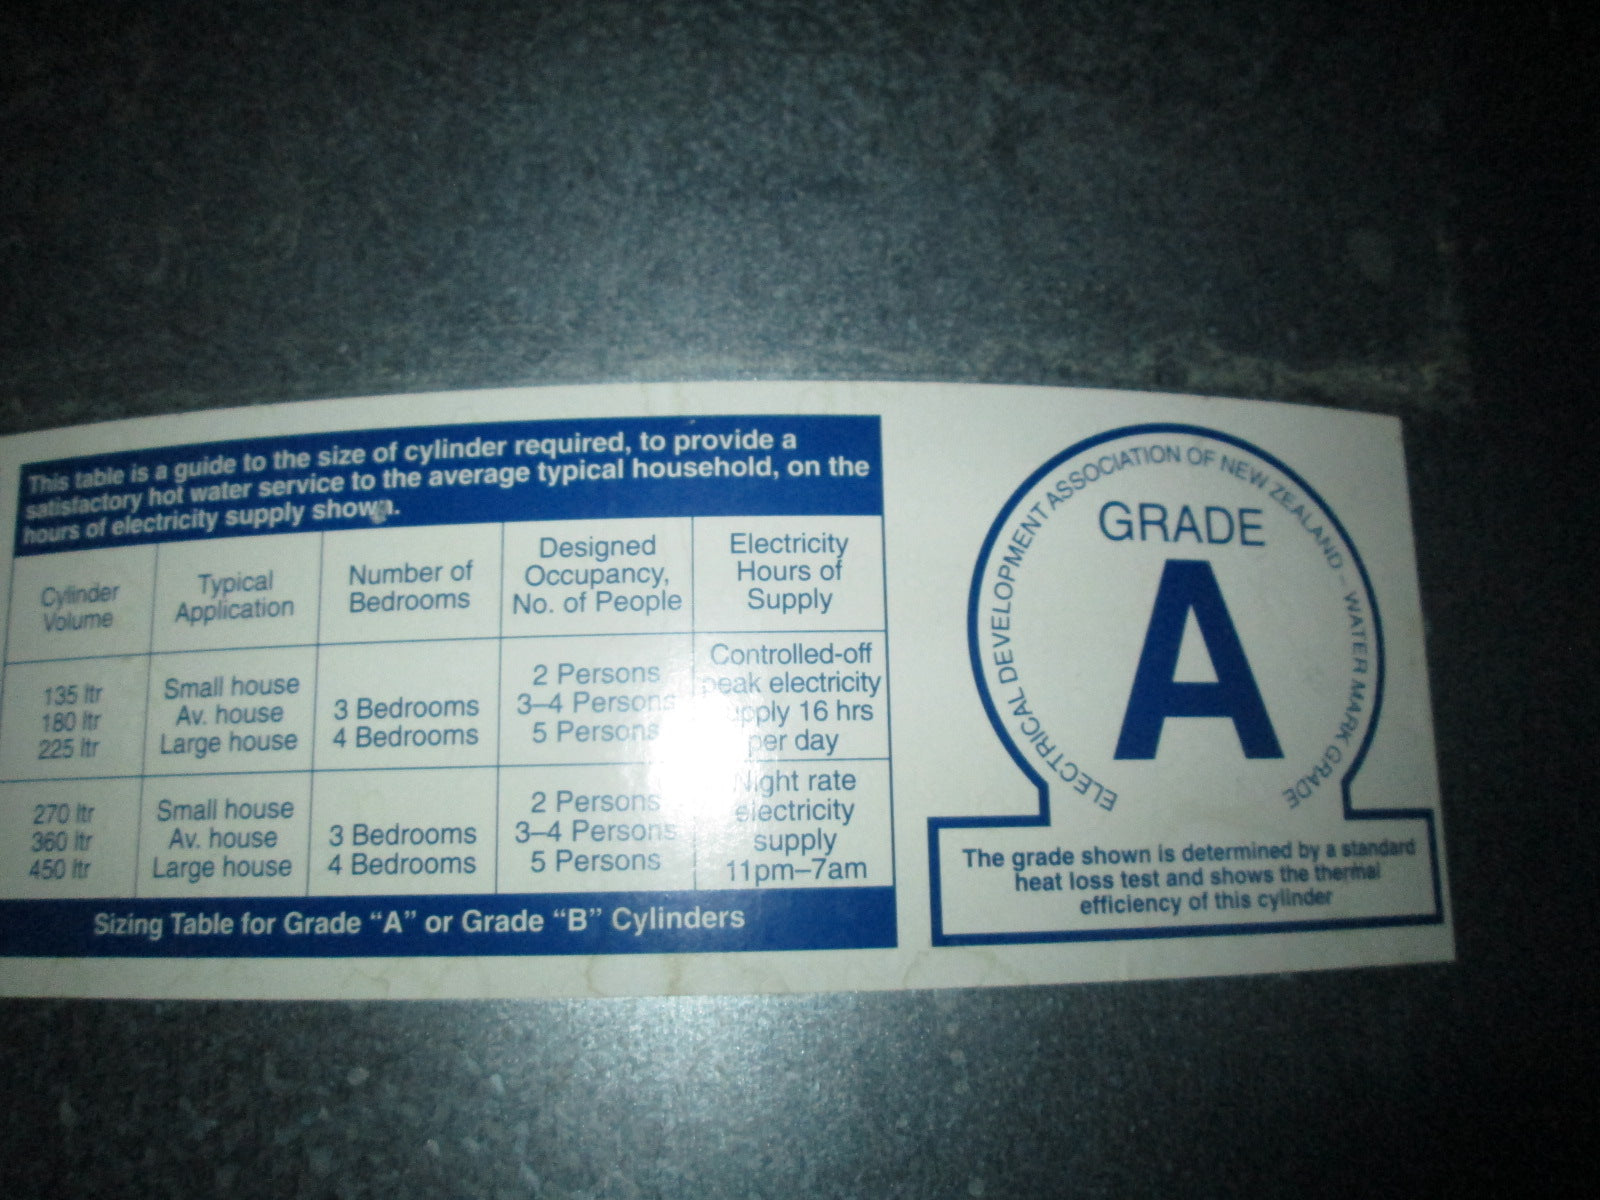 This table is a guide to the size of cylinder required, to provide a
satisfactory hot water service to the average typical household, on the
hours of electricity supply shown.
Cylinder
Volume
Typical
Application
Number of
Bedrooms
Designed
Occupancy,
No. of People
Electricity
Hours of
Supply
135 ltr
180 ltr
225 ltr
Small house
Av. house
Large house
3 Bedrooms
4 Bedrooms
2 Persons
3–4 Persons
5 Persons
Controlled-off
peak electricity
supply 16 hrs
per day
270 ltr
360 ltr
450 ltr
Small house
Av. house
Large house
3 Bedrooms
4 Bedrooms
2 Persons
3–4 Persons
5 Persons
Night rate
electricity
supply
11pm–7am
Sizing Table for Grade “A” or Grade “B” Cylinders
ELECTRICAL DEVELOPMENT ASSOCIATION OF NEW ZEALAND – WATER MARK GRADE
GRADE
A
The grade shown is determined by a standard
heat loss test and shows the thermal
efficiency of this cylinder